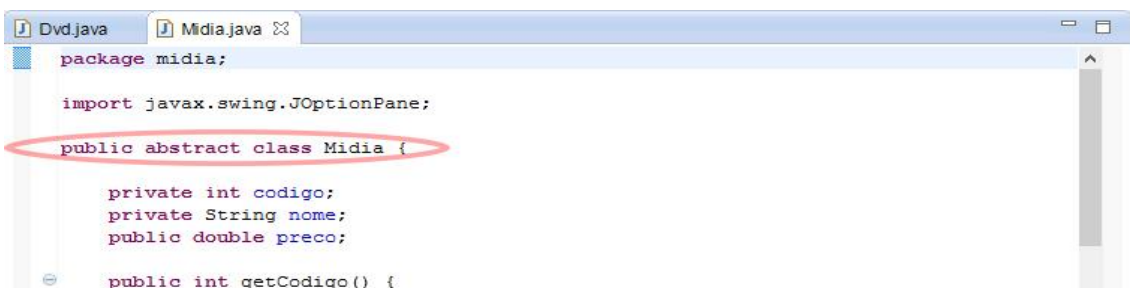 Dvd.java Midia.java
package midia;
import javax.swing.JOptionPane;
public abstract class Midia {
private int codigo;
private String nome;
public double preco;
public int getCodigo() {